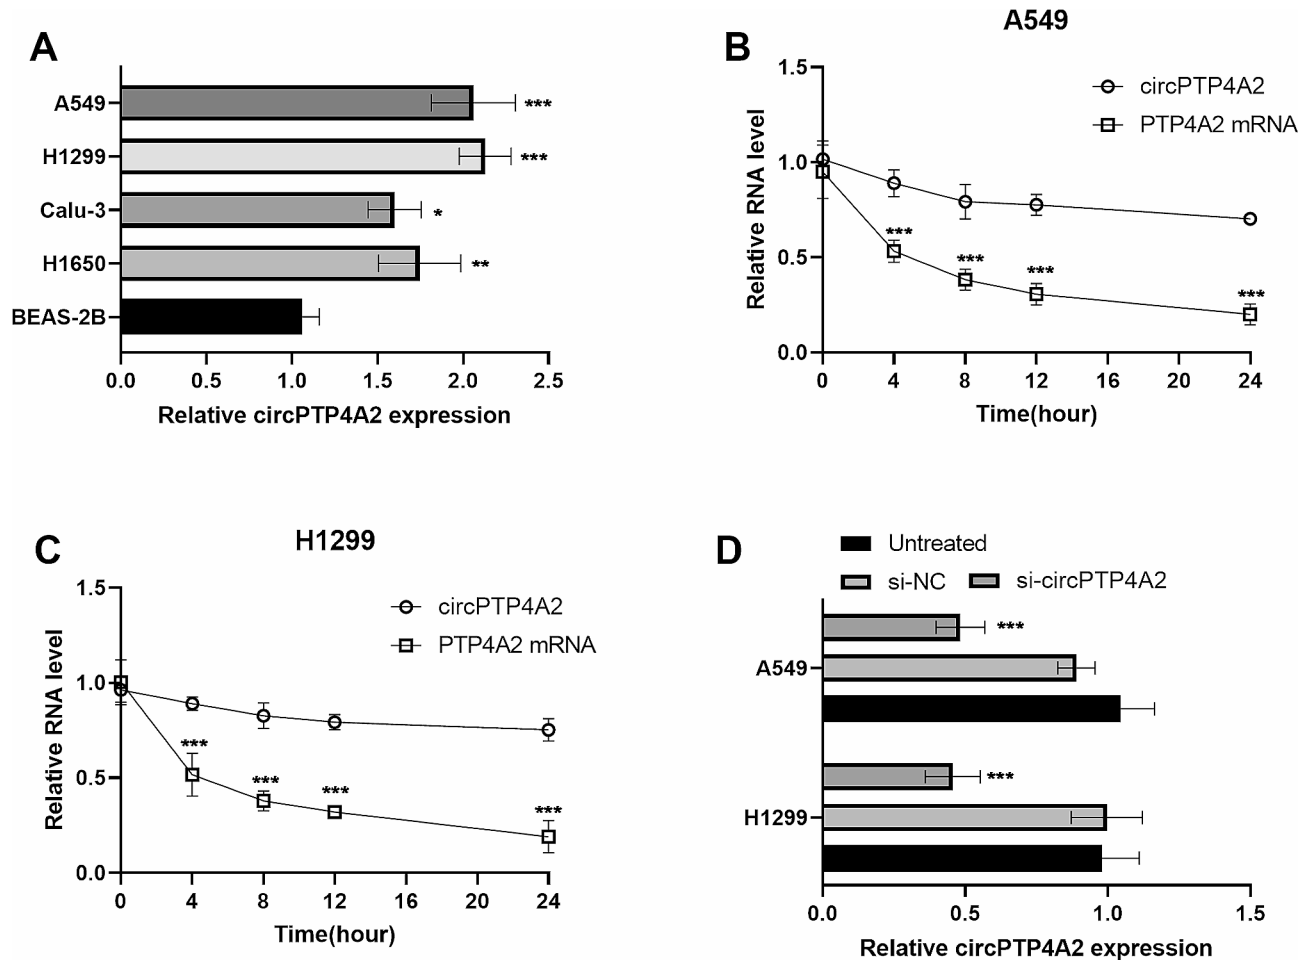 A
A549
***
H1299
***
Calu-3
*
H1650
**
BEAS-2B
0.0 0.5 1.0 1.5 2.0 2.5
Relative circPTP4A2 expression
B
A549
circPTP4A2
PTP4A2 mRNA
Relative RNA level
1.5
1.0
0.5
0.0
***
***
***
***
0 4 8 12 16 20 24
Time(hour)
C
H1299
circPTP4A2
PTP4A2 mRNA
Relative RNA level
1.5
1.0
0.5
0.0
***
***
***
***
0 4 8 12 16 20 24
Time(hour)
D
Untreated
si-NC si-circPTP4A2
***
A549
***
H1299
0.0 0.5 1.0 1.5
Relative circPTP4A2 expression